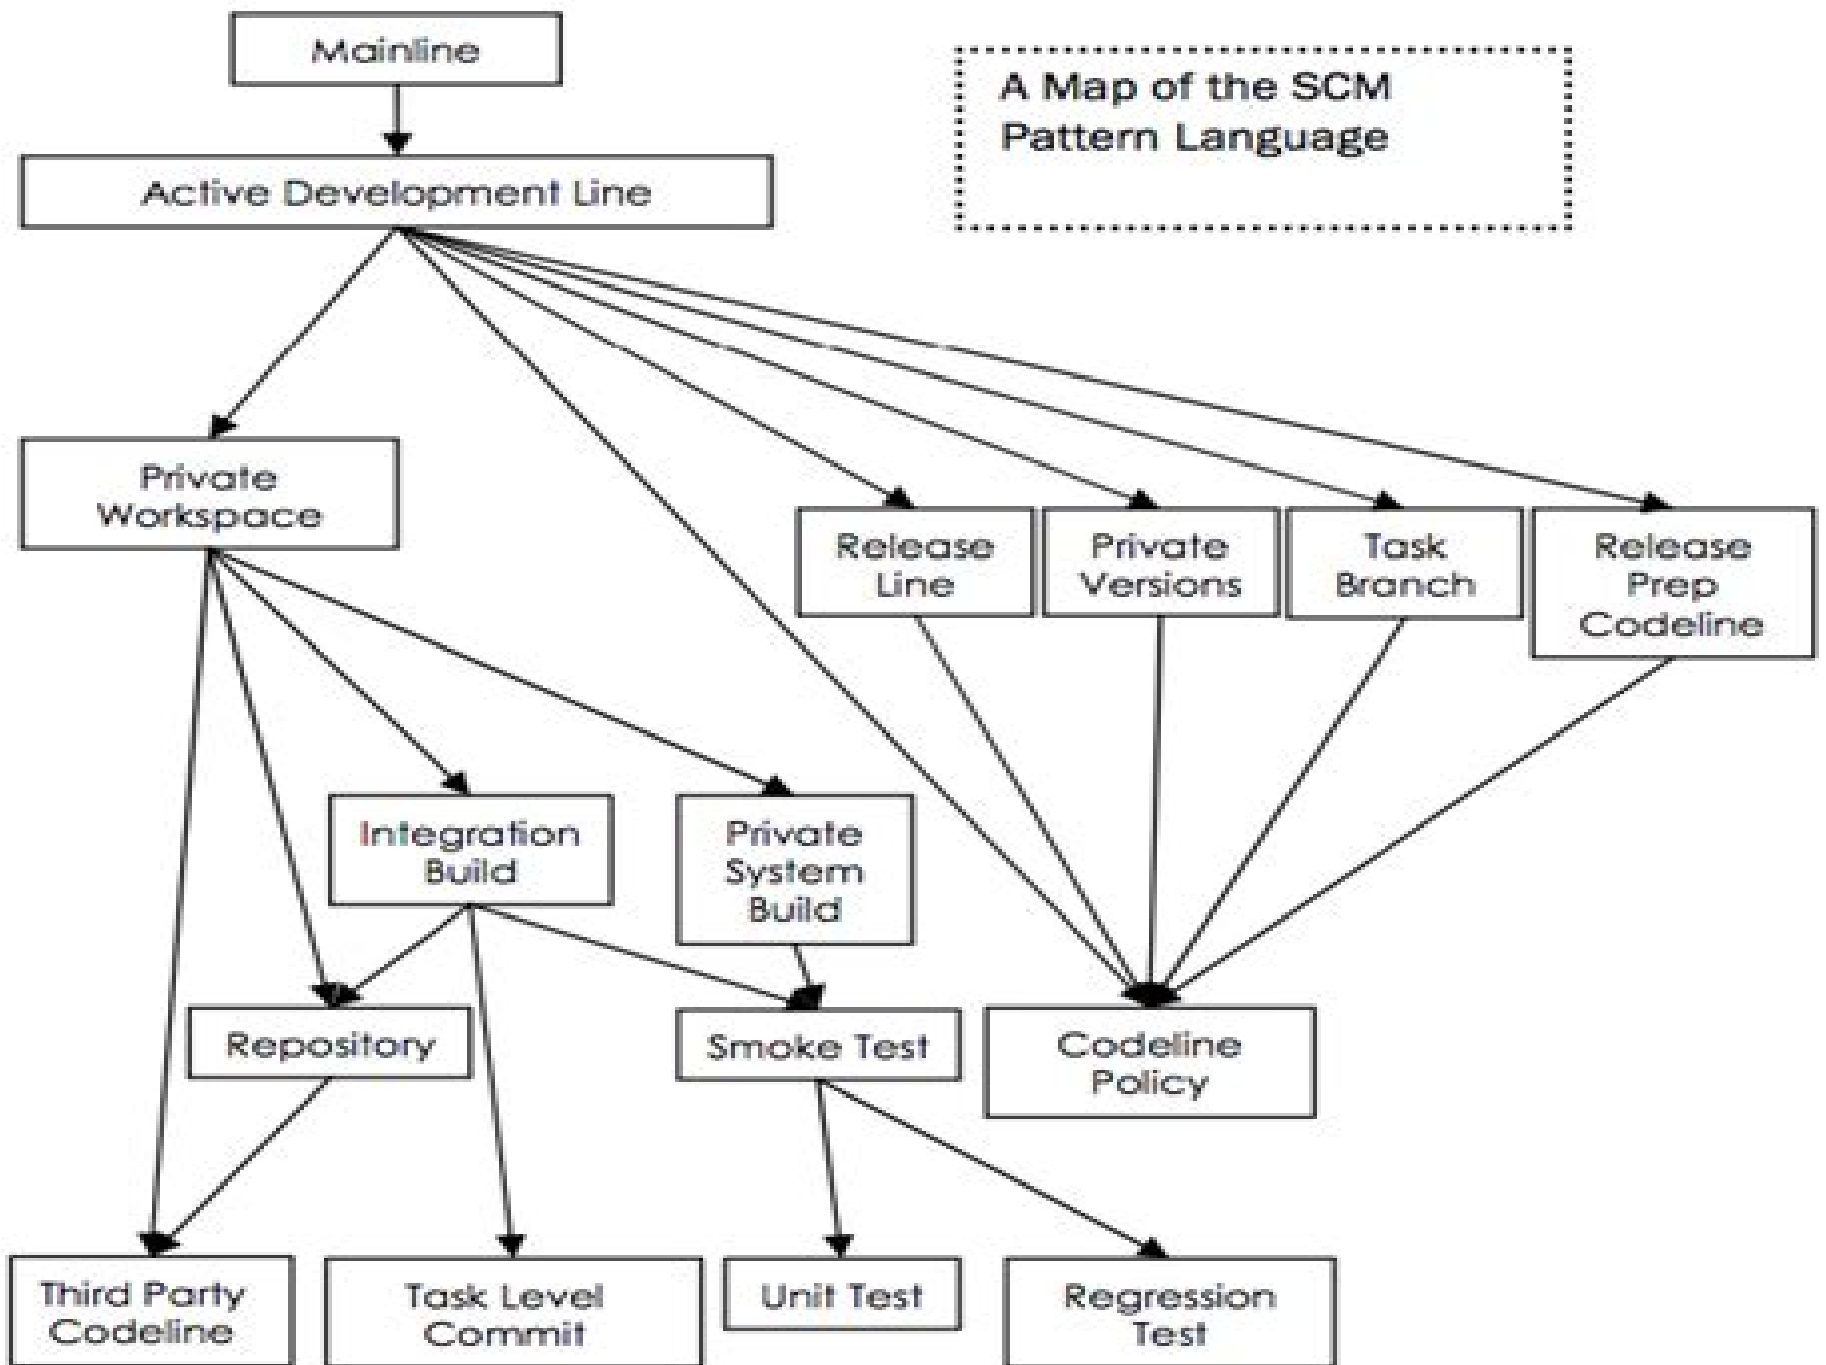 Mainline
A Map of the SCM
Pattern Language
Active Development Line
Private
Workspace
Release
Line
Private
Versions
Task
Branch
Release
Prep
Codeline
Integration
Build
Private
System
Build
Repository
Smoke Test
Codeline
Policy
Third Party
Codeline
Task Level
Commit
Unit Test
Regression
Test